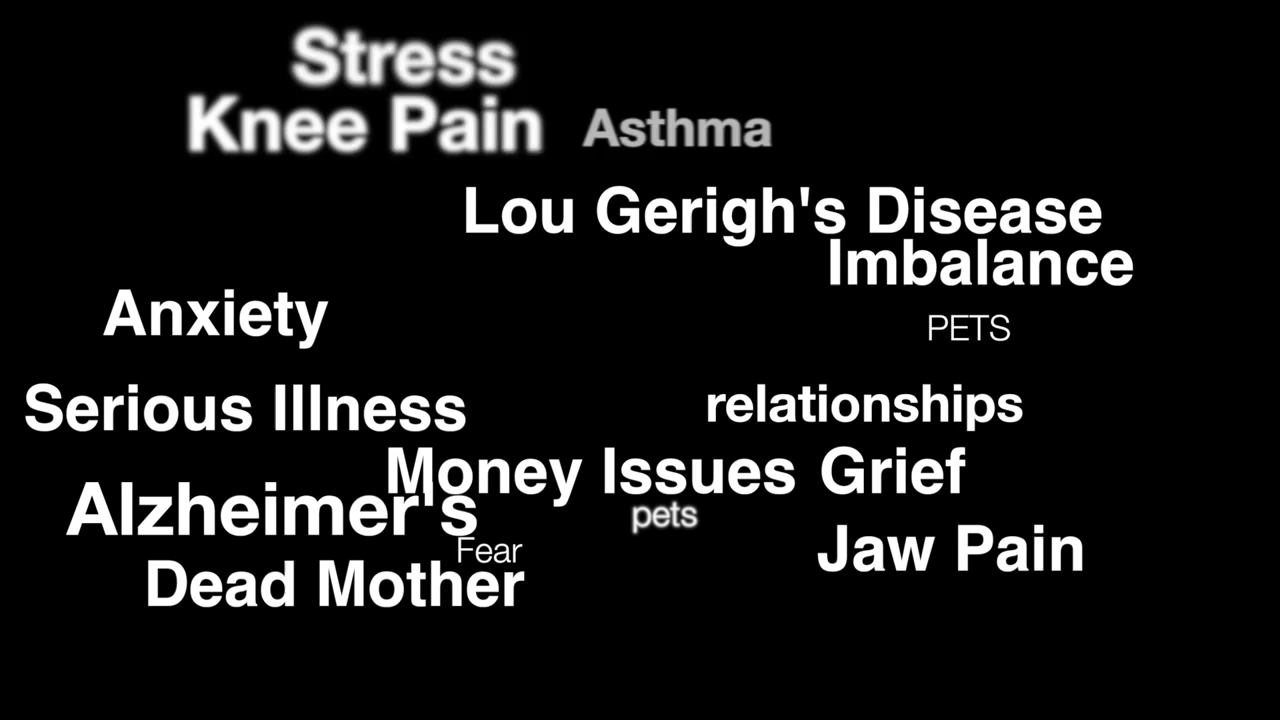 Stress
Knee Pain
Asthma
Lou Gerigh's Disease
Imbalance
Anxiety
PETS
Serious Illness
relationships
Money Issues
Grief
Alzheimer's
pets
Fear
Jaw Pain
Dead Mother